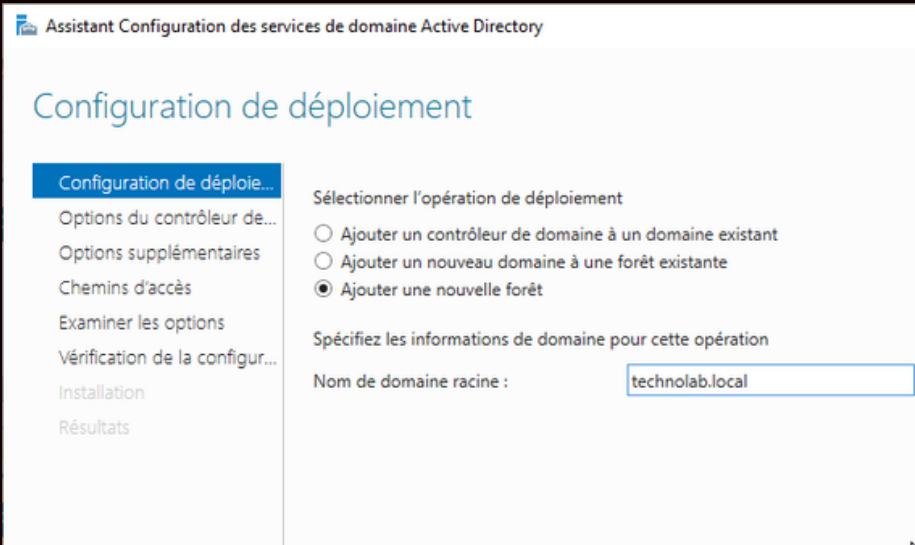 Assistant Configuration des services de domaine Active Directory
Configuration de déploiement
Configuration de déploie...
Options du contrôleur de...
Options supplémentaires
Chemins d'accès
Examiner les options
Vérification de la configur...
Installation
Résultats
Sélectionner l'opération de déploiement
Ajouter un contrôleur de domaine à un domaine existant
Ajouter un nouveau domaine à une forêt existante
Ajouter une nouvelle forêt
Spécifiez les informations de domaine pour cette opération
Nom de domaine racine : technolab.local